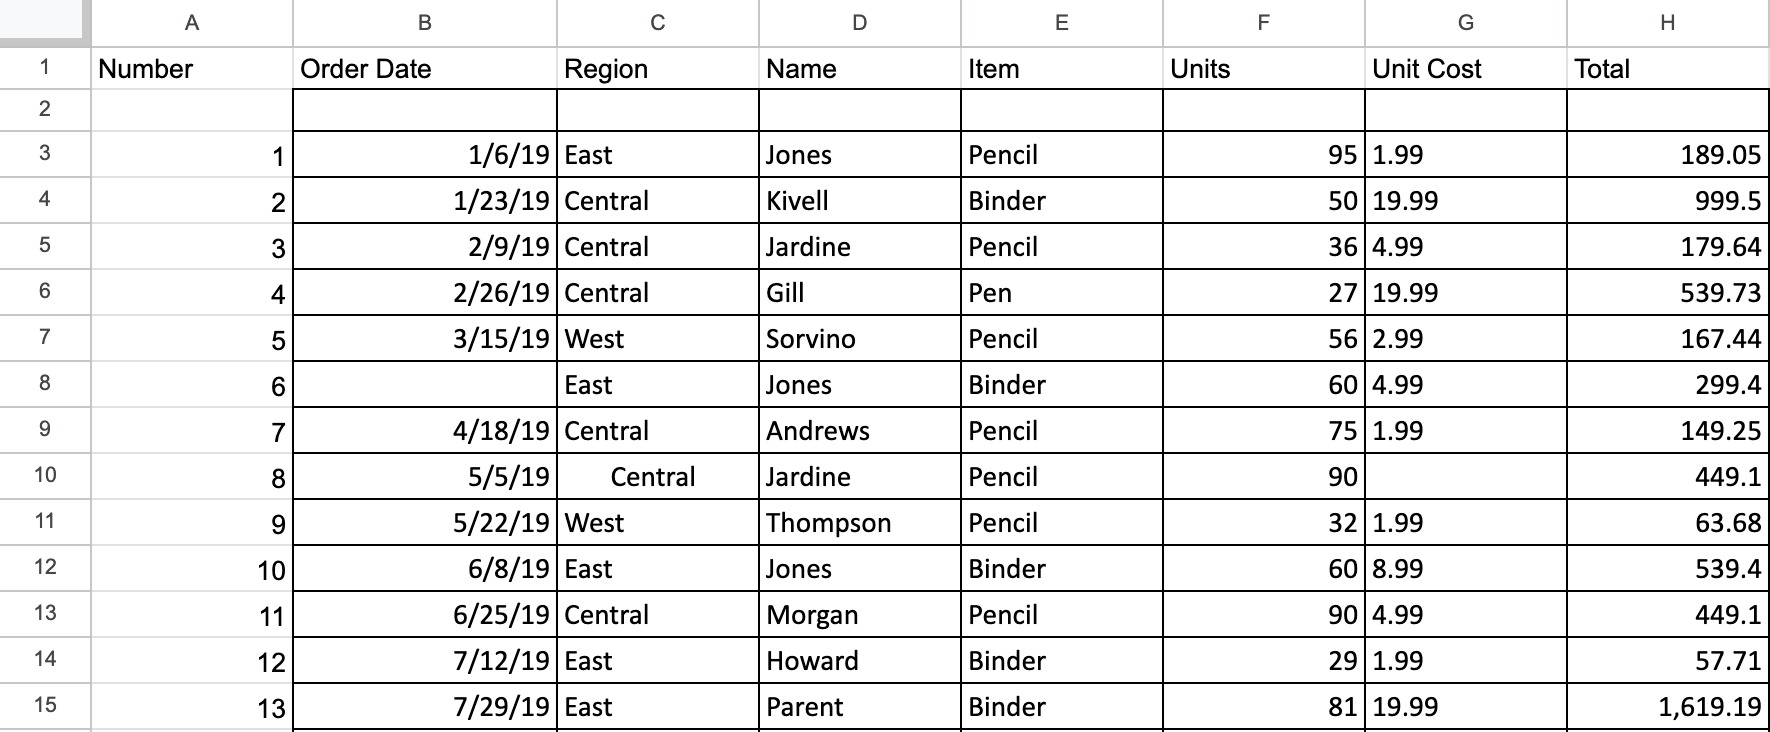 A B C D E F G H
1 Number Order Date Region Name Item Units Unit Cost Total
2
3 1 1/6/19 East Jones Pencil 95 1.99 189.05
4 2 1/23/19 Central Kivell Binder 50 19.99 999.5
5 3 2/9/19 Central Jardine Pencil 36 4.99 179.64
6 4 2/26/19 Central Gill Pen 27 19.99 539.73
7 5 3/15/19 West Sorvino Pencil 56 2.99 167.44
8 6 East Jones Binder 60 4.99 299.4
9 7 4/18/19 Central Andrews Pencil 75 1.99 149.25
10 8 5/5/19 Central Jardine Pencil 90 449.1
11 9 5/22/19 West Thompson Pencil 32 1.99 63.68
12 10 6/8/19 East Jones Binder 60 8.99 539.4
13 11 6/25/19 Central Morgan Pencil 90 4.99 449.1
14 12 7/12/19 East Howard Binder 29 1.99 57.71
15 13 7/29/19 East Parent Binder 81 19.99 1,619.19